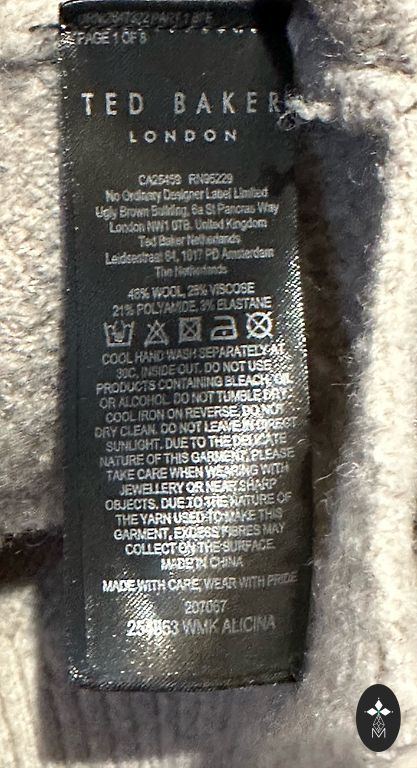 PAGE 1 OF 8
TED BAKER
LONDON
CA25453 RN95229
No Ordinary Designer Label Limited
Ugly Brown Building, 6a St Pancras Way
London NW1 0TB. United Kingdom
Ted Baker Netherlands
Leidsestraat 64, 1017 PD Amsterdam
The Netherlands
48% WOOL 28% VISCOSE
21% POLYAMIDE, 3% ELASTANE
COOL HAND WASH SEPARATELY AT
30C, INSIDE OUT. DO NOT USE
PRODUCTS CONTAINING BLEACH, OIL
OR ALCOHOL. DO NOT TUMBLE DRY.
COOL IRON ON REVERSE. DO NOT
DRY CLEAN. DO NOT LEAVE IN DIRECT
SUNLIGHT. DUE TO THE DELICATE
NATURE OF THIS GARMENT, PLEASE
TAKE CARE WHEN WEARING WITH
JEWELLERY OR NEAR SHARP
OBJECTS. DUE TO THE NATURE OF
THE YARN USED TO MAKE THIS
GARMENT, EXCESS FIBRES MAY
COLLECT ON THE SURFACE.
MADE IN CHINA
MADE WITH CARE, WEAR WITH PRIDE
207067
WMK ALICINA